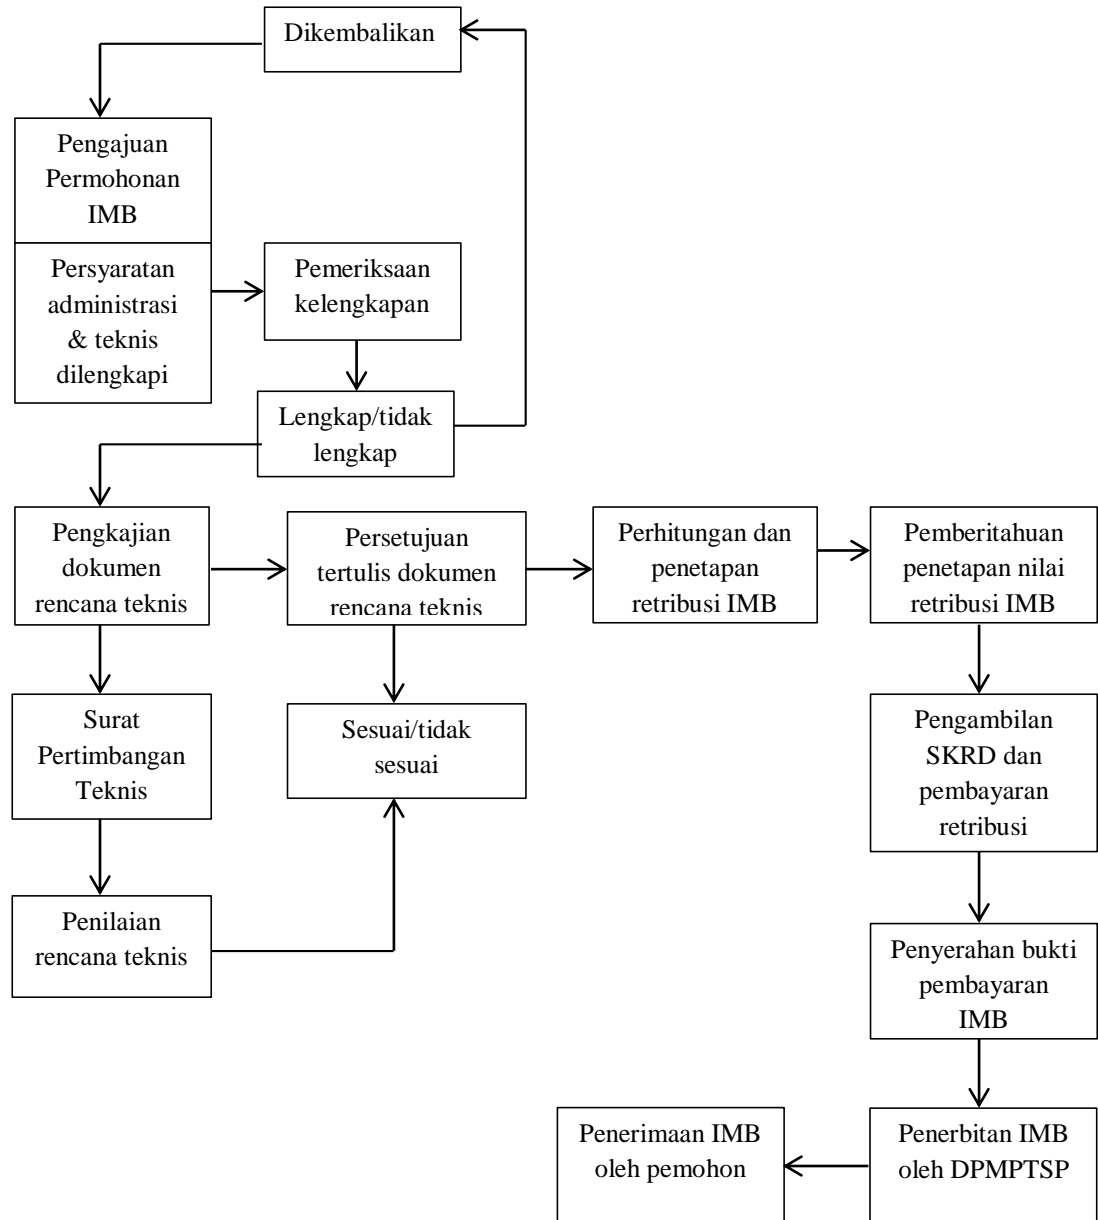 Dikembalikan
Pengajuan
Permohonan
IMB
Persyaratan
administrasi
& teknis
dilengkapi
Pemeriksaan
kelengkapan
Lengkap/tidak
lengkap
Pengkajian
dokumen
rencana teknis
Persetujuan
tertulis dokumen
rencana teknis
Perhitungan dan
penetapan
retribusi IMB
Pemberitahuan
penetapan nilai
retribusi IMB
Surat
Pertimbangan
Teknis
Sesuai/tidak
sesuai
Pengambilan
SKRD dan
pembayaran
retribusi
Penilaian
rencana teknis
Penyerahan bukti
pembayaran
IMB
Penerimaan IMB
oleh pemohon
Penerbitan IMB
oleh DPMPTSP